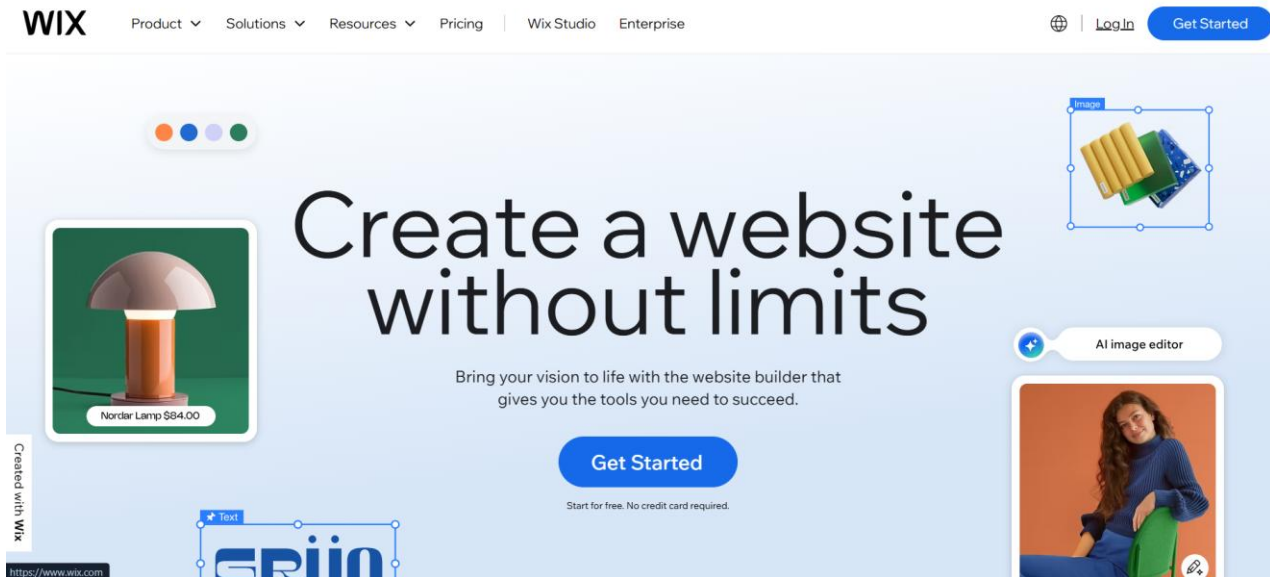 WIX
Product
Solutions
Resources
Pricing
Wix Studio
Enterprise
Log In
Get Started
Image
Create a website
without limits
AI image editor
Bring your vision to life with the website builder that
gives you the tools you need to succeed.
Nordar Lamp $84.00
Get Started
Start for free. No credit card required.
Created with Wix
Text
GRÜN
https://www.wix.com